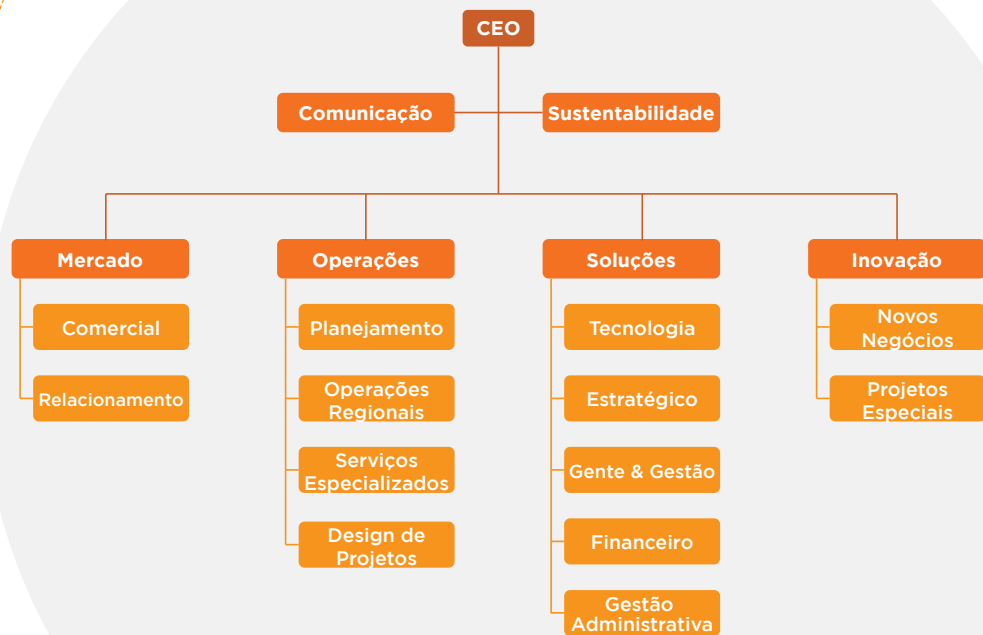 CEO
Comunicação
Sustentabilidade
Mercado
Operações
Soluções
Inovação
Comercial
Relacionamento
Planejamento
Operações
Regionais
Serviços
Especializados
Design de
Projetos
Tecnologia
Estratégico
Gente & Gestão
Financeiro
Gestão
Administrativa
Novos
Negócios
Projetos
Especiais